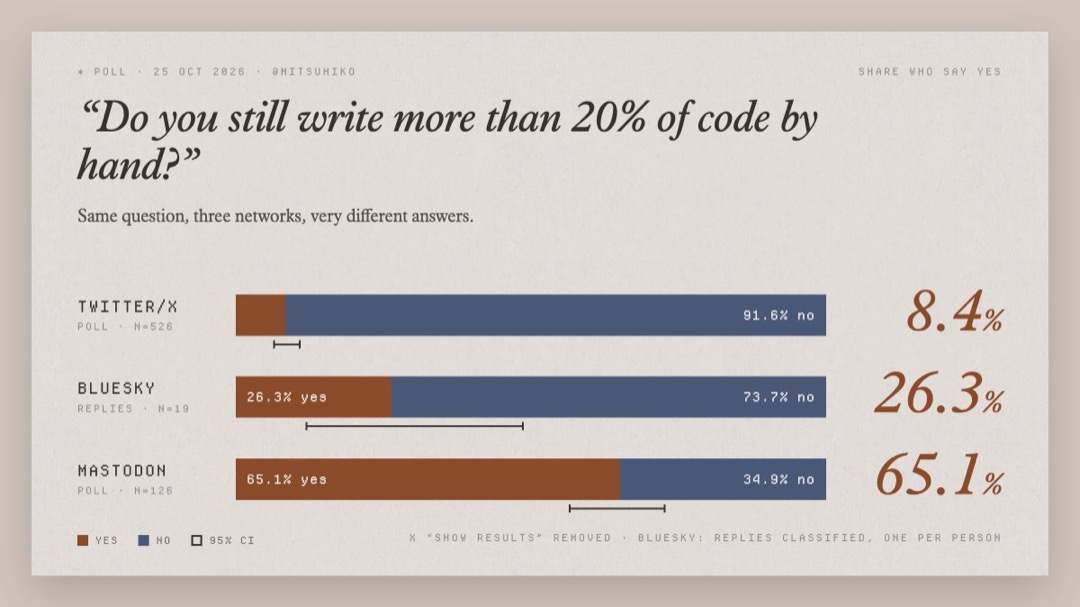 * POLL · 25 OCT 2026 · @MITSUHIKO
SHARE WHO SAY YES
“Do you still write more than 20% of code by
hand?”
Same question, three networks, very different answers.
TWITTER/X
POLL · N=526
91.6% no
8.4%
BLUESKY
REPLIES · N=19
26.3% yes
73.7% no
26.3%
MASTODON
POLL · N=126
65.1% yes
34.9% no
65.1%
YES
NO
95% CI
X “SHOW RESULTS” REMOVED · BLUESKY: REPLIES CLASSIFIED, ONE PER PERSON